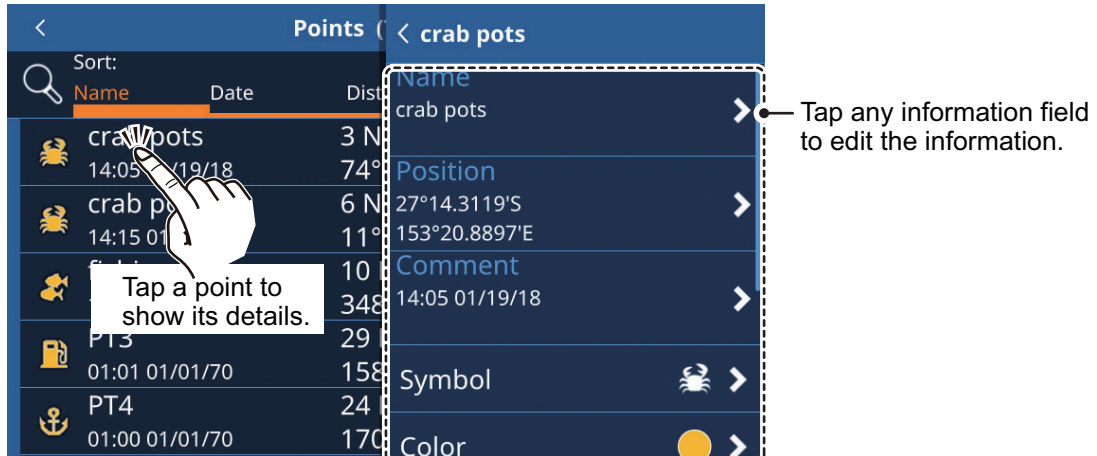 Points (
Sort:
Name Date Dist
crab pots 3 N
14:05 /19/18 74°
crab po 6 N
14:15 01 11°
10
348
PT3 29
01:01 01/01/70 158
PT4 24
01:00 01/01/70 170
Tap a point to
show its details.
crab pots
Name
crab pots
Position
27°14.3119'S
153°20.8897'E
Comment
14:05 01/19/18
Symbol
Color
Tap any information field
to edit the information.